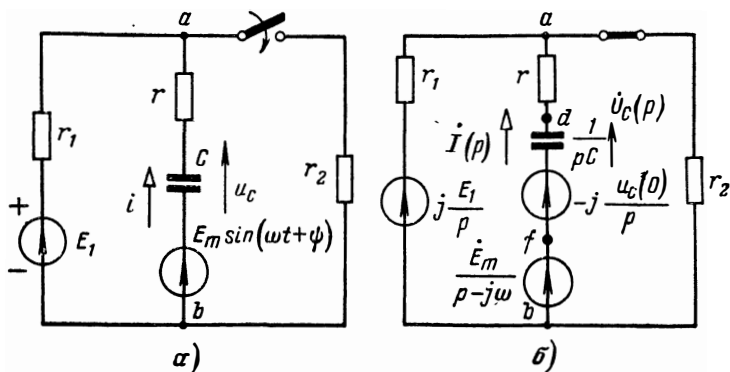 a
r
r₁
C
r₂
i
u_C
+
E₁
−
E_m sin(ωt+ψ)
b
а)
a
r₁
r
d
İ(p)
1/pC
U̇_C(p)
j E₁/p
−j u_C(0)/p
r₂
f
Ė_m/p−jω
b
б)